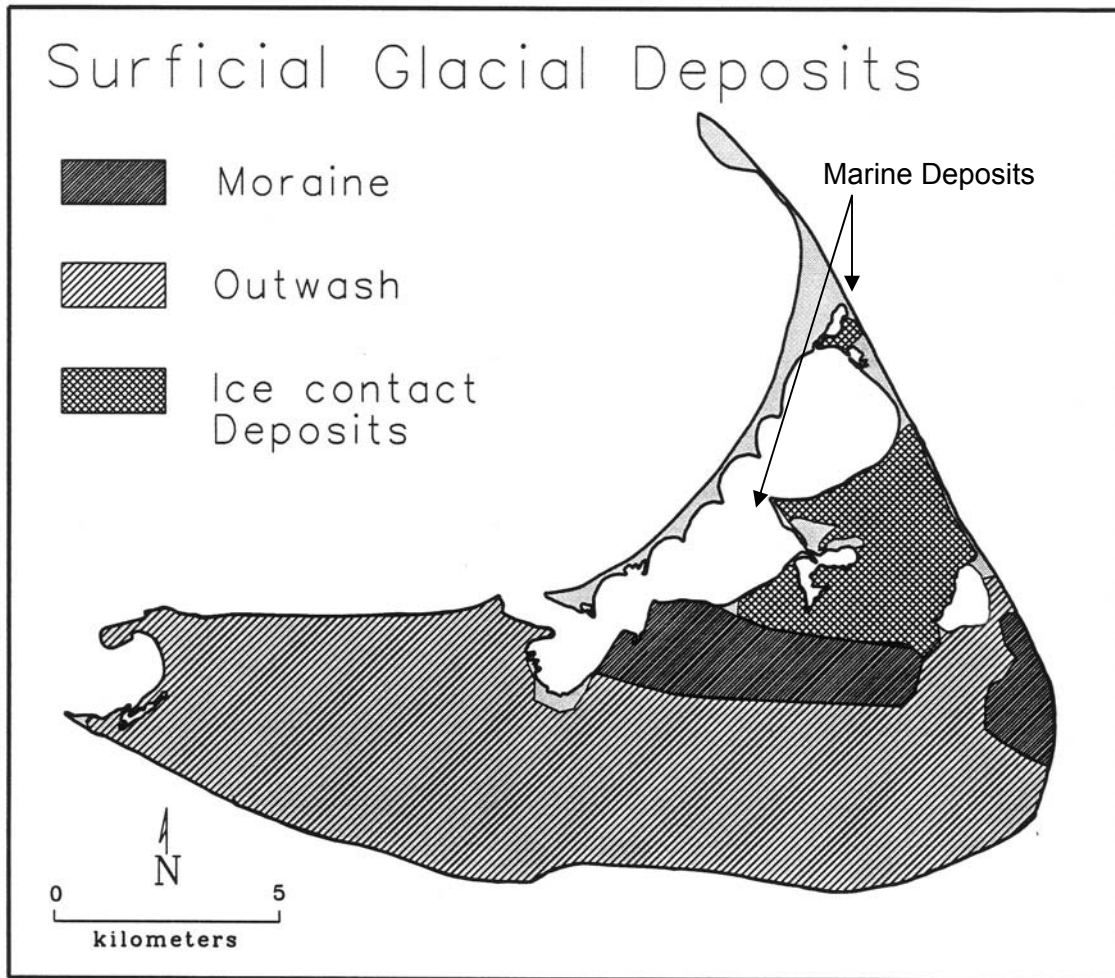 Surficial Glacial Deposits
Moraine
Marine Deposits
Outwash
Ice contact
Deposits
N
0 5
kilometers